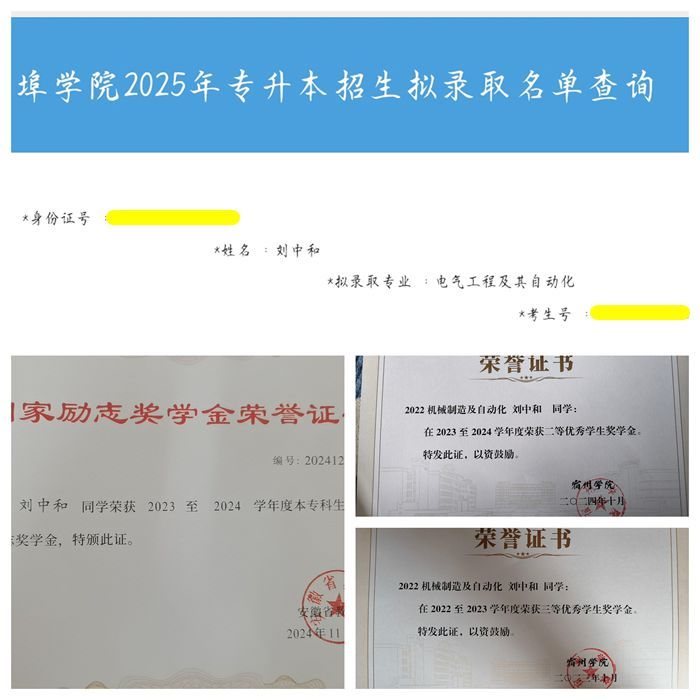 埠学院2025年专升本招生拟录取名单查询
*身份证号 :
*姓名 : 刘中和
*拟录取专业 : 电气工程及其自动化
*考生号 :
家励志奖学金荣誉证
编号: 202412
刘中和 同学荣获 2023 至 2024 学年度本专科生
奖学金, 特颁此证。
安徽省教
2024年11
荣誉证书
2022 机械制造及自动化 刘中和 同学:
在 2023 至 2024 学年度荣获二等优秀学生奖学金。
特发此证, 以资鼓励。
宿州学院
二〇二四年十月
荣誉证书
2022 机械制造及自动化 刘中和 同学:
在 2022 至 2023 学年度荣获三等优秀学生奖学金。
特发此证, 以资鼓励。
宿州学院
二〇二三年十月